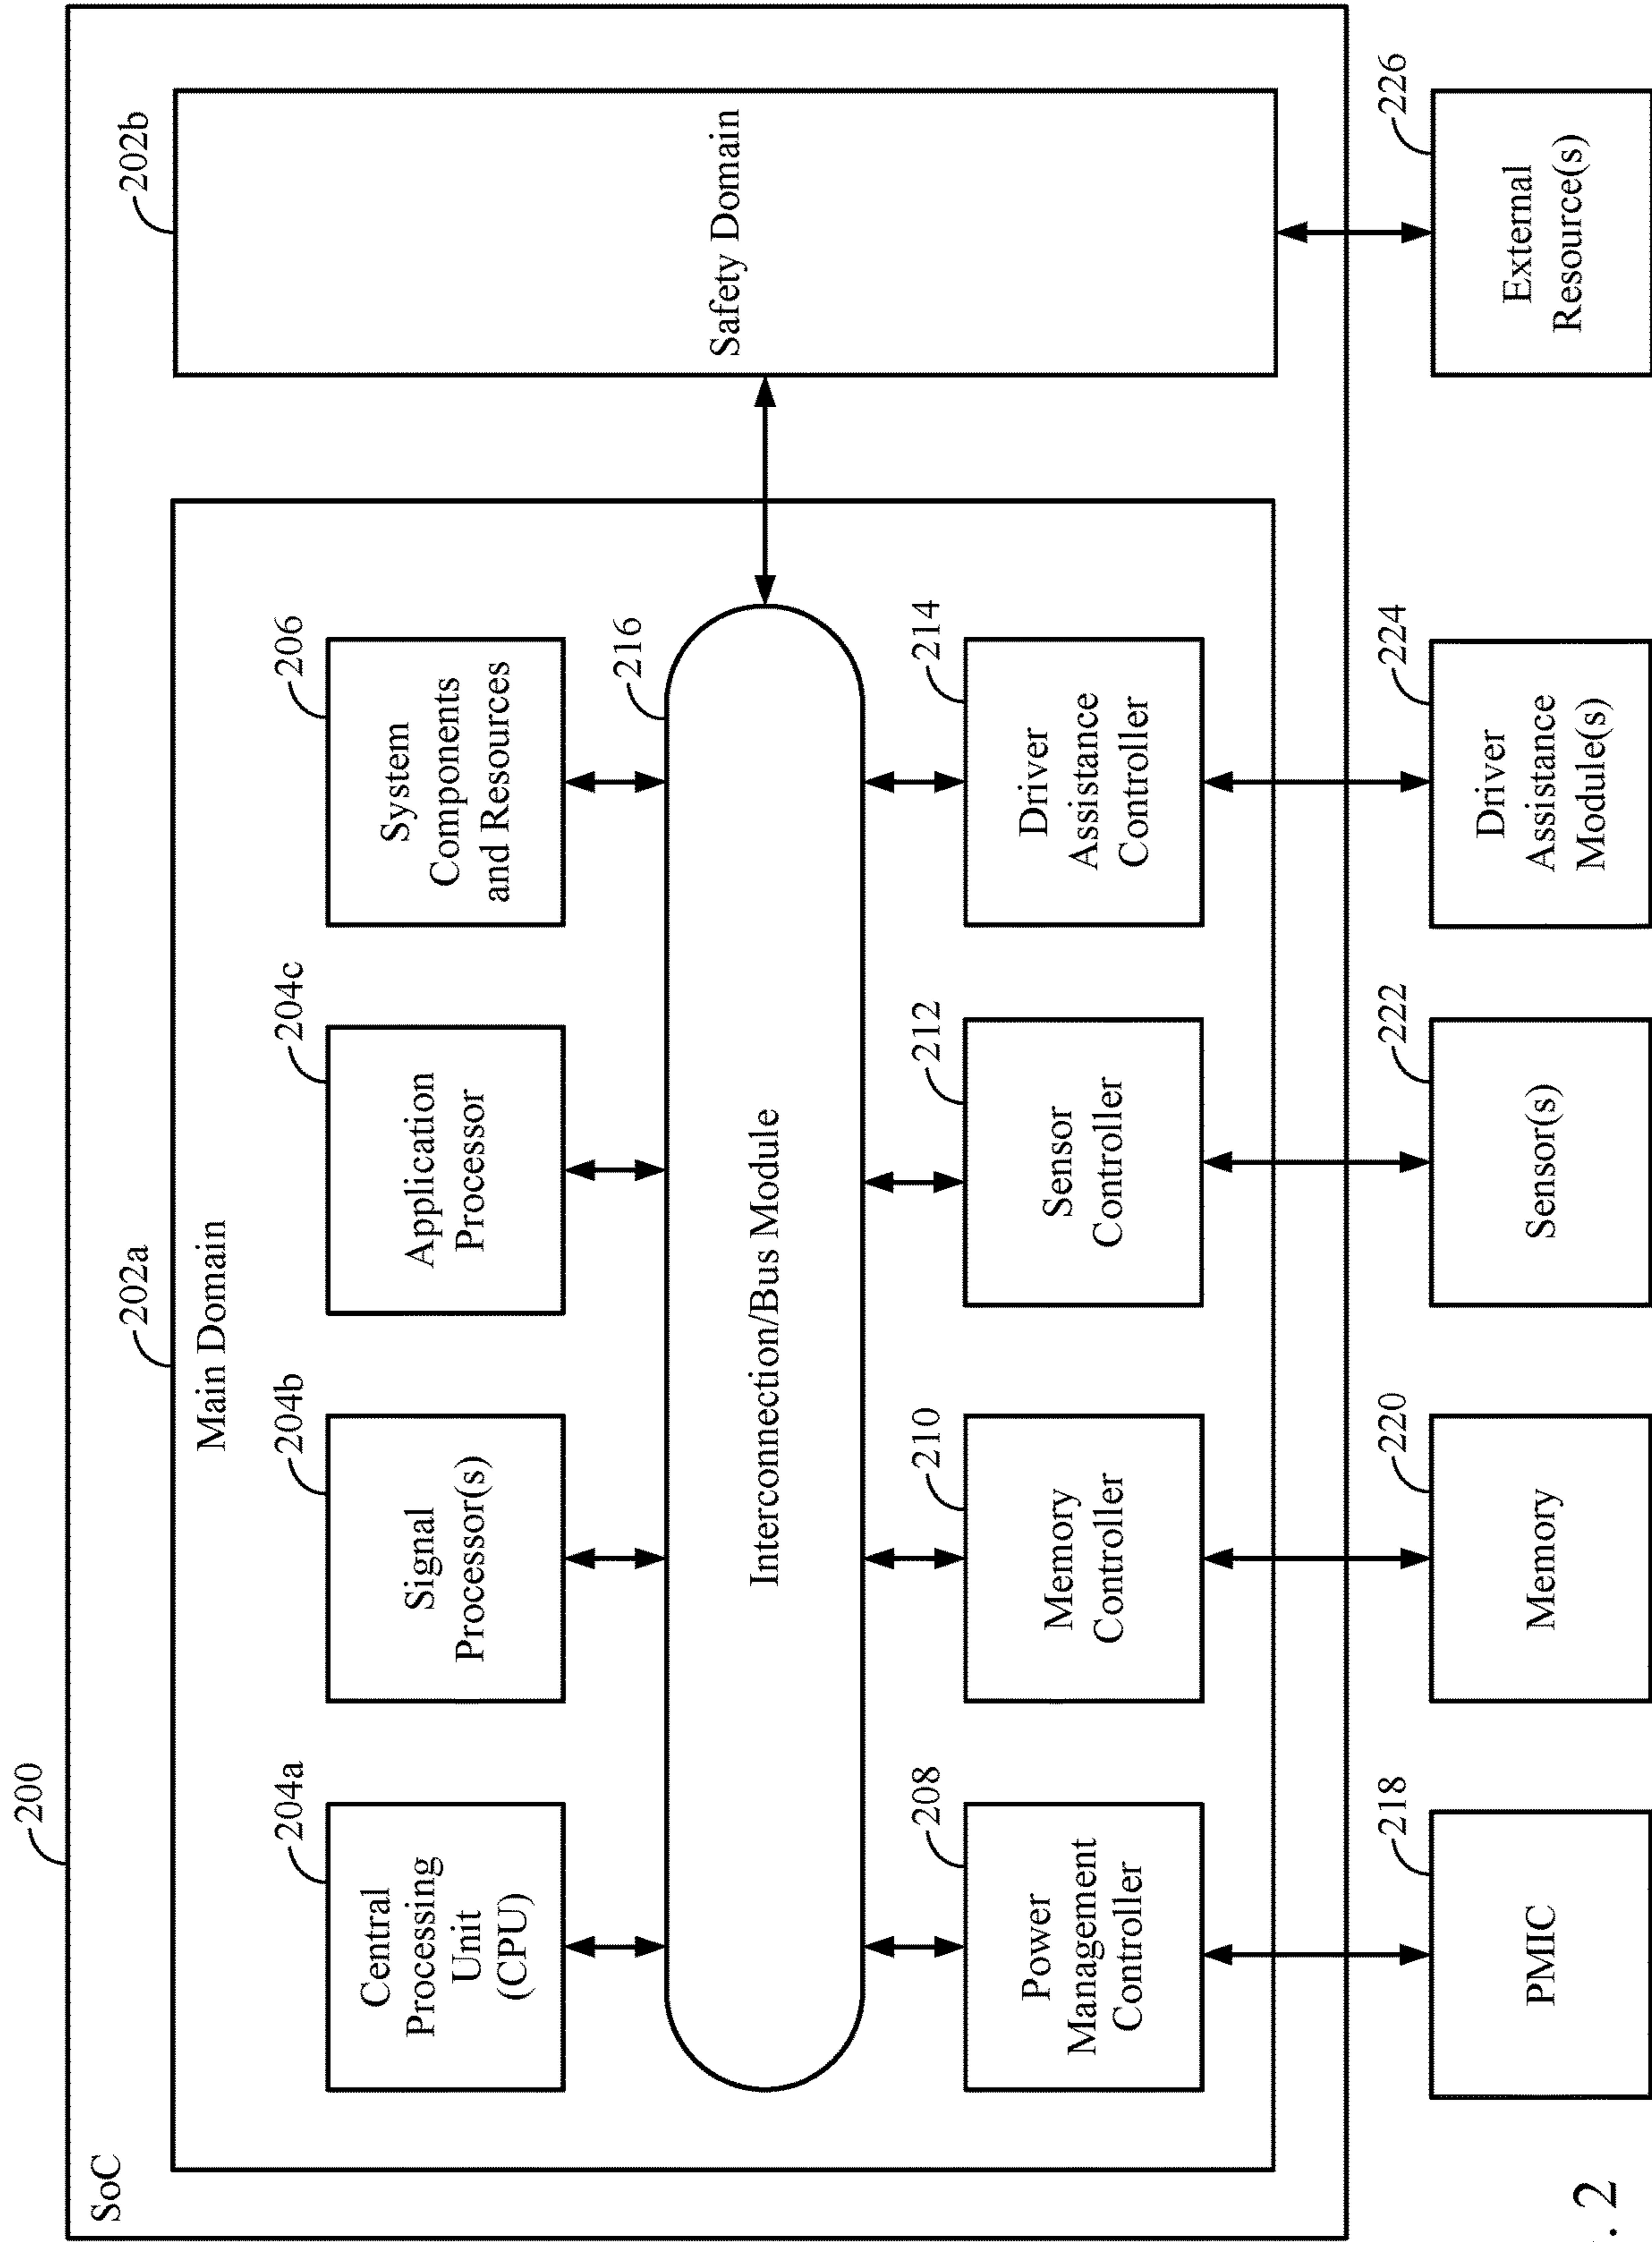 200
SoC
202a
202b
Main Domain
204a
204b
204c
206
Central
Processing
Unit
(CPU)
Signal
Processor(s)
Application
Processor
System
Components
and Resources
216
Interconnection/Bus Module
Safety Domain
208
210
212
214
Power
Management
Controller
Memory
Controller
Sensor
Controller
Driver
Assistance
Controller
218
220
222
224
226
PMIC
Memory
Sensor(s)
Driver
Assistance
Module(s)
External
Resource(s)
. 2